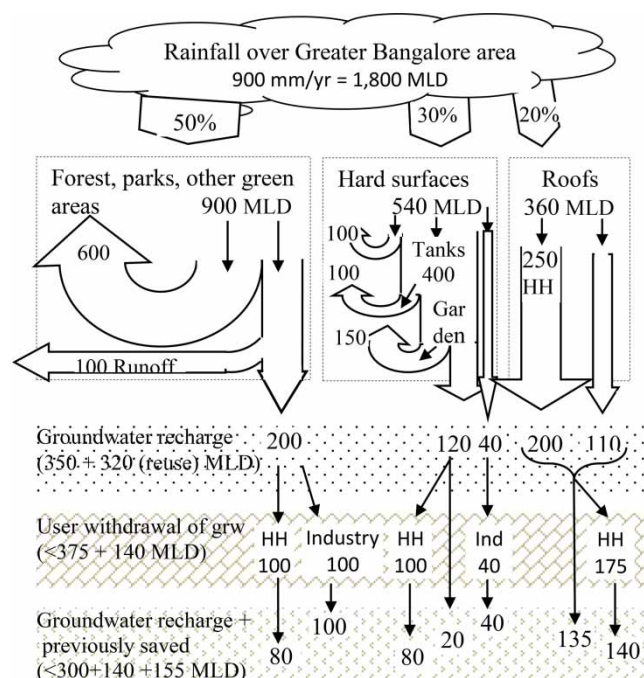 Rainfall over Greater Bangalore area
900 mm/yr = 1,800 MLD
50%
30%
20%
Forest, parks, other green
areas 900 MLD
600
100 Runoff
Hard surfaces
540 MLD
100
Tanks
400
100
Gar
den
150
Roofs
360 MLD
250
HH
Groundwater recharge
(350 + 320 (reuse) MLD)
200
120 40
200 110
User withdrawal of grw
(<375 + 140 MLD)
HH
100
Industry
100
HH
100
Ind
40
HH
175
Groundwater recharge +
previously saved
(<300+140 +155 MLD)
80
100
80
20
40
135
140